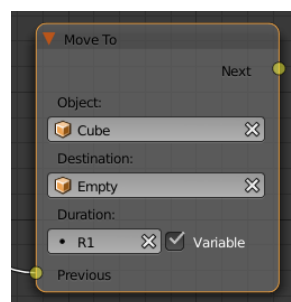 Move To
Next
Object:
Cube
Destination:
Empty
Duration:
R1 Variable
Previous